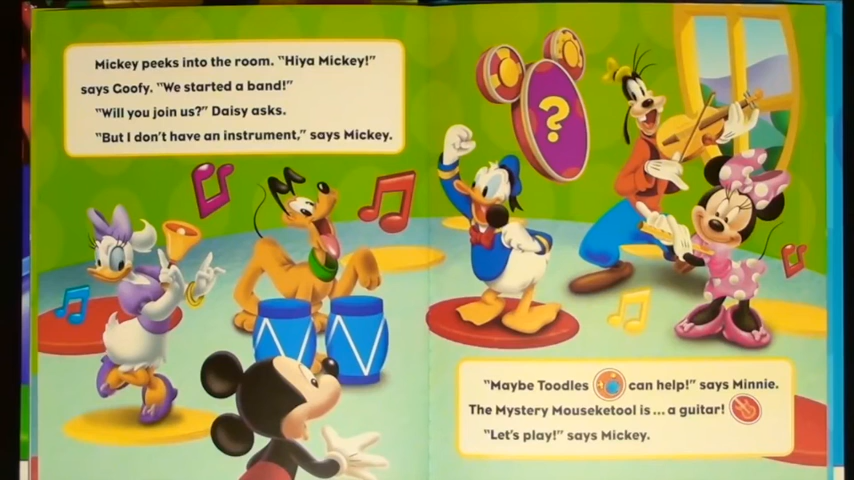 Mickey peeks into the room. "Hiya Mickey!"
says Goofy. "We started a band!"
"Will you join us?" Daisy asks.
"But I don't have an instrument," says Mickey.
?
"Maybe Toodles can help!" says Minnie.
The Mystery Mouseketool is ... a guitar!
"Let's play!" says Mickey.